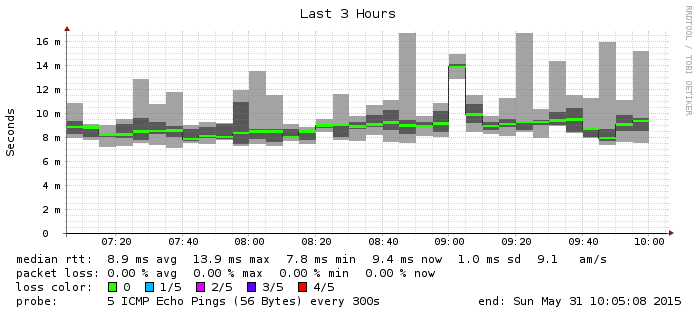 Last 3 Hours
RRDTOOL / TOBI OETIKER
Seconds
16 m
14 m
12 m
10 m
8 m
6 m
4 m
2 m
0
07:20 07:40 08:00 08:20 08:40 09:00 09:20 09:40 10:00
median rtt: 8.9 ms avg 13.9 ms max 7.8 ms min 9.4 ms now 1.0 ms sd 9.1 am/s
packet loss: 0.00 % avg 0.00 % max 0.00 % min 0.00 % now
loss color: 0 1/5 2/5 3/5 4/5
probe: 5 ICMP Echo Pings (56 Bytes) every 300s end: Sun May 31 10:05:08 2015